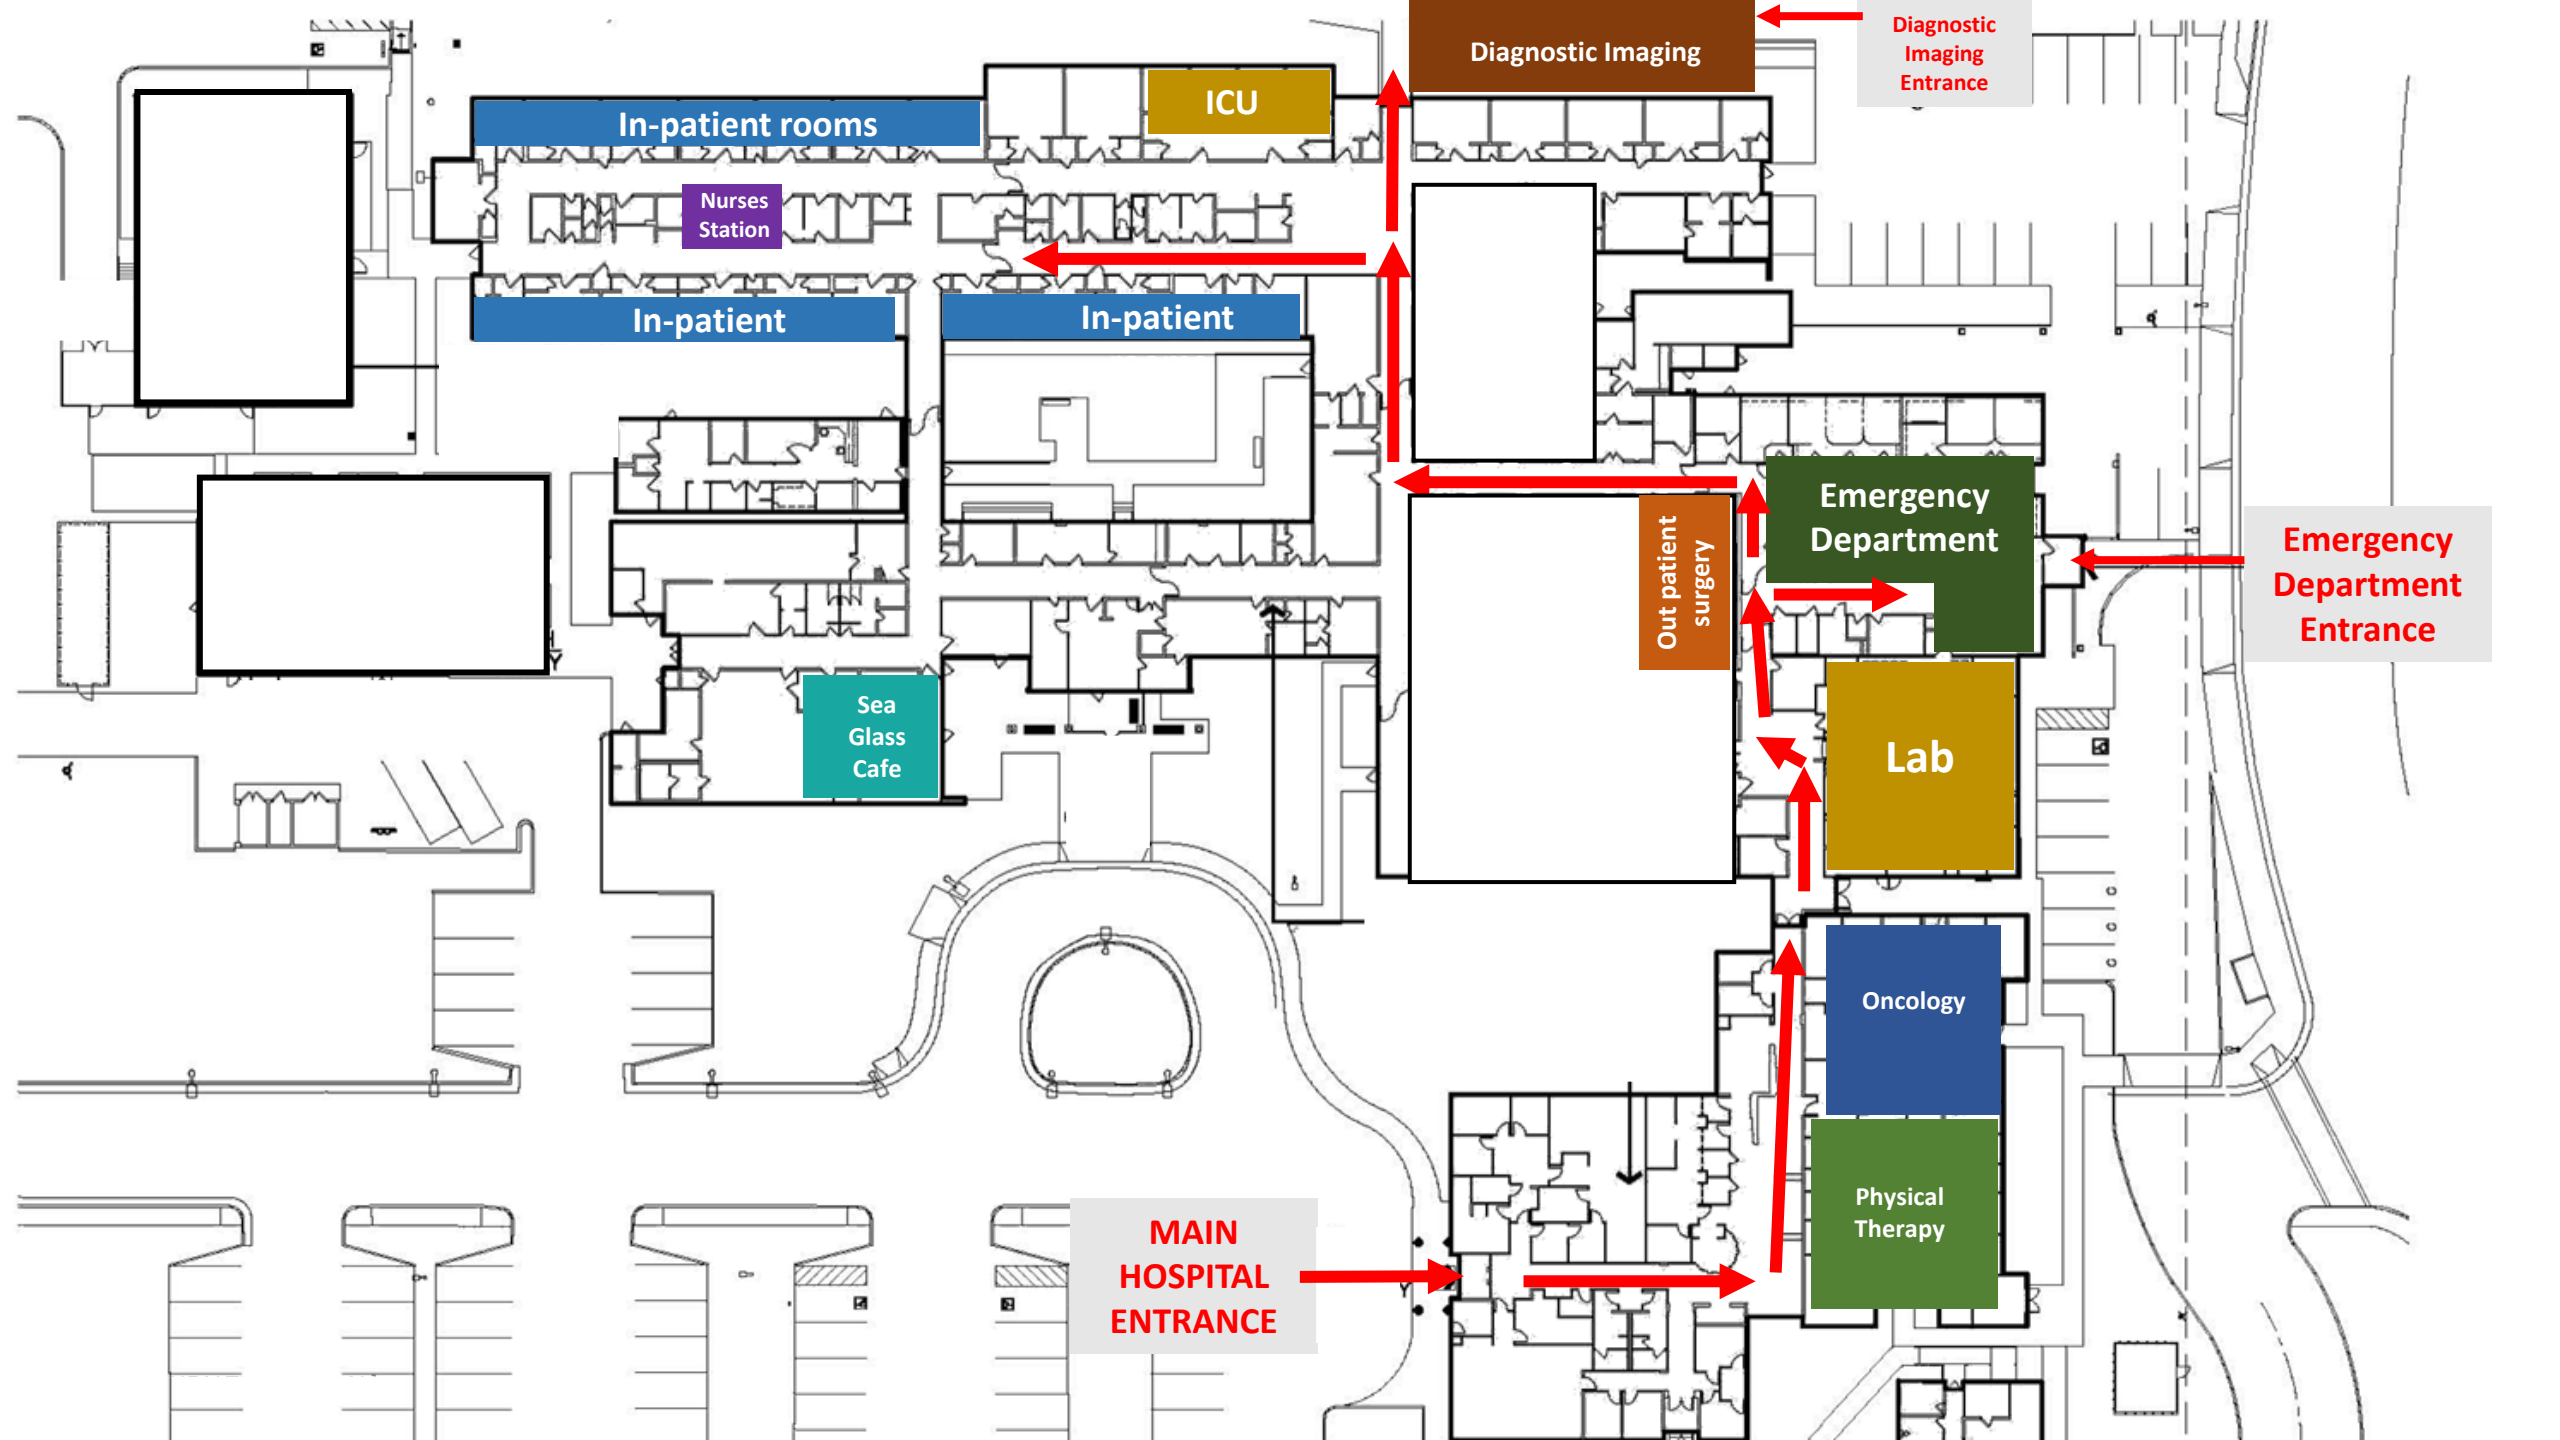 Diagnostic Imaging
Diagnostic
Imaging
Entrance
In-patient rooms
ICU
Nurses
Station
In-patient
In-patient
Emergency
Department
Out patient
surgery
Emergency
Department
Entrance
Sea
Glass
Cafe
Lab
Oncology
Physical
Therapy
MAIN
HOSPITAL
ENTRANCE